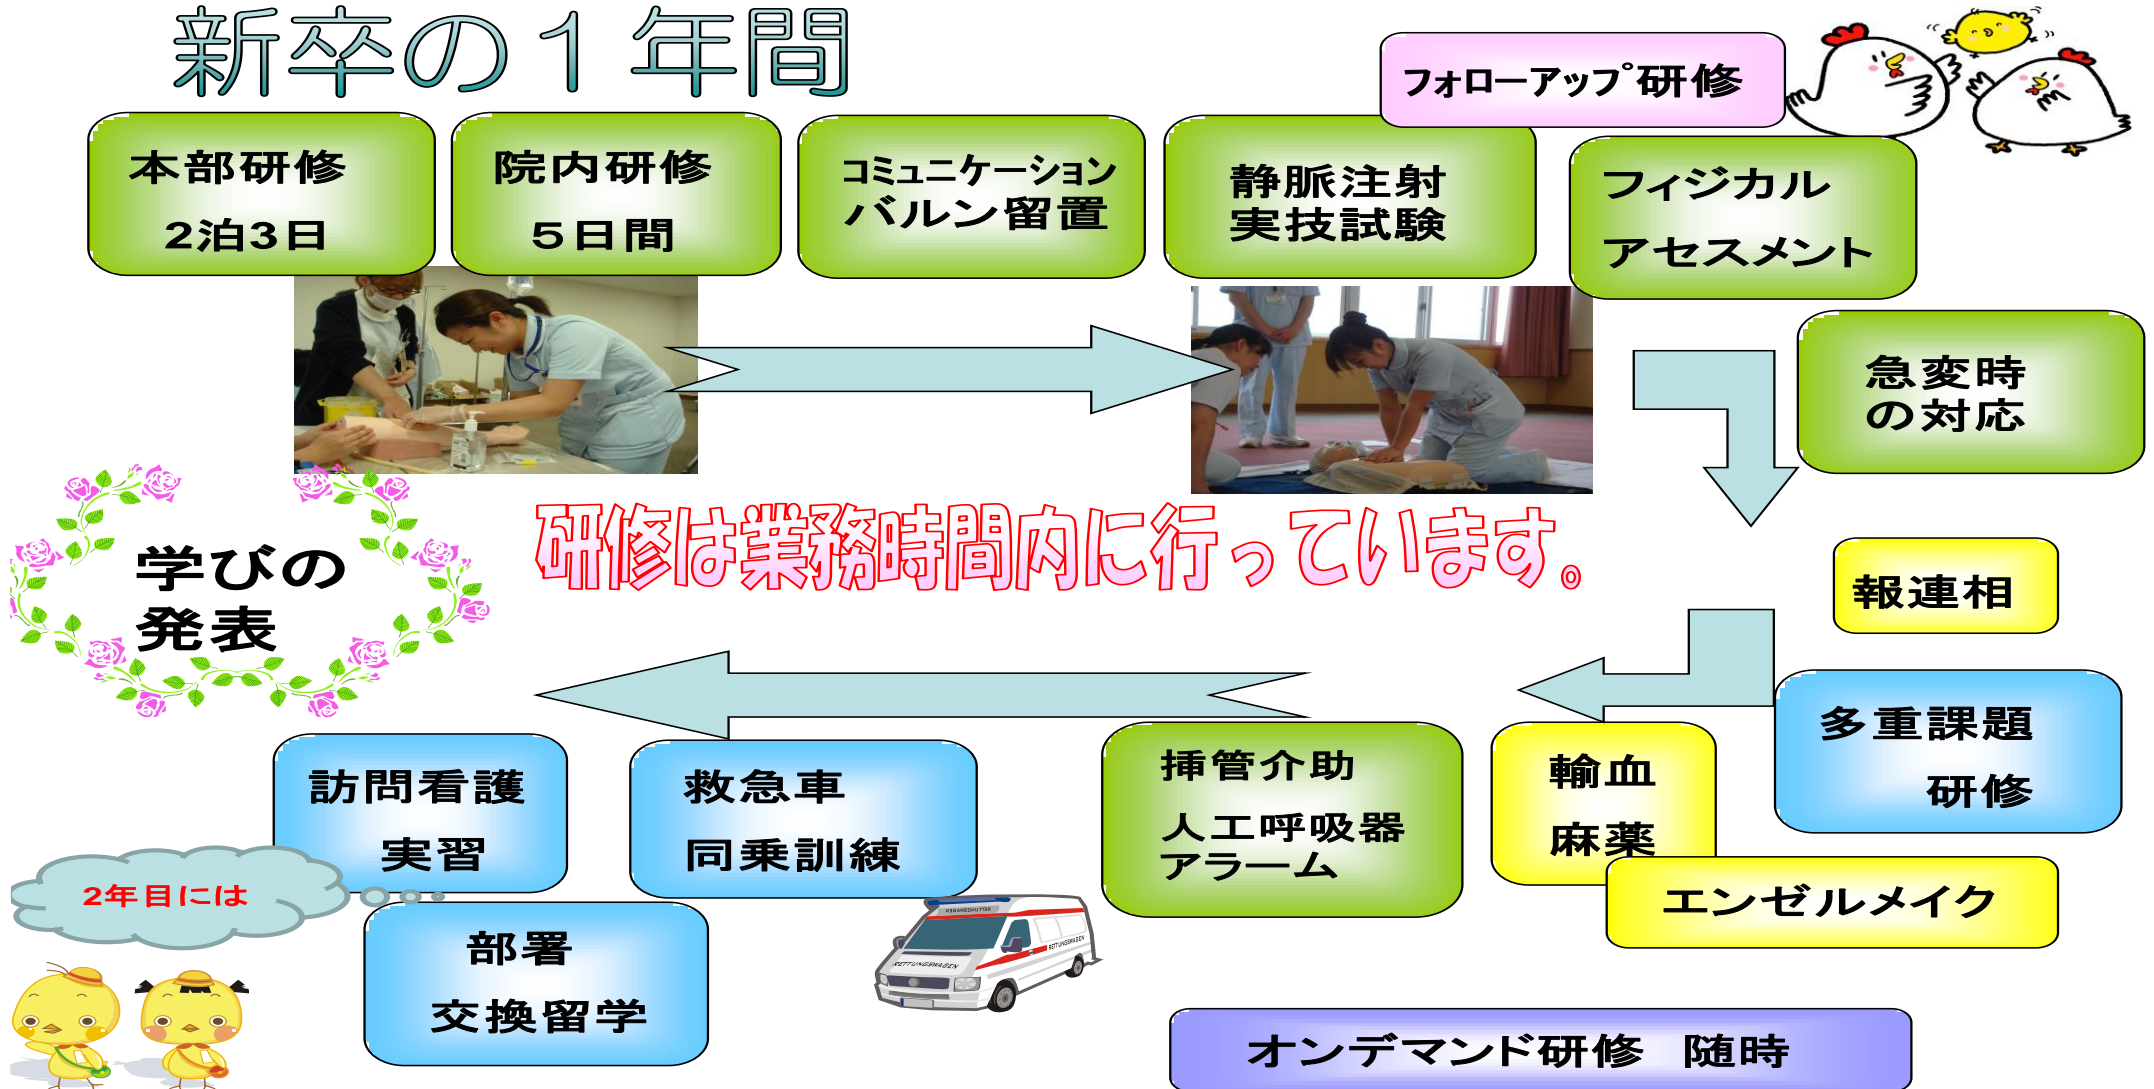 新卒の１年間
フォローアップ研修
本部研修
2泊3日
院内研修
５日間
コミュニケーション
バルン留置
静脈注射
実技試験
フィジカル
アセスメント
急変時
の対応
学びの
発表
研修は業務時間内に行っています。
報連相
多重課題
研修
輸血
麻薬
エンゼルメイク
挿管介助
人工呼吸器
アラーム
救急車
同乗訓練
訪問看護
実習
2年目には
部署
交換留学
RETTUNGSWAGEN
RETTUNGSWAGEN
RETTUNGSWAGEN
オンデマンド研修　随時